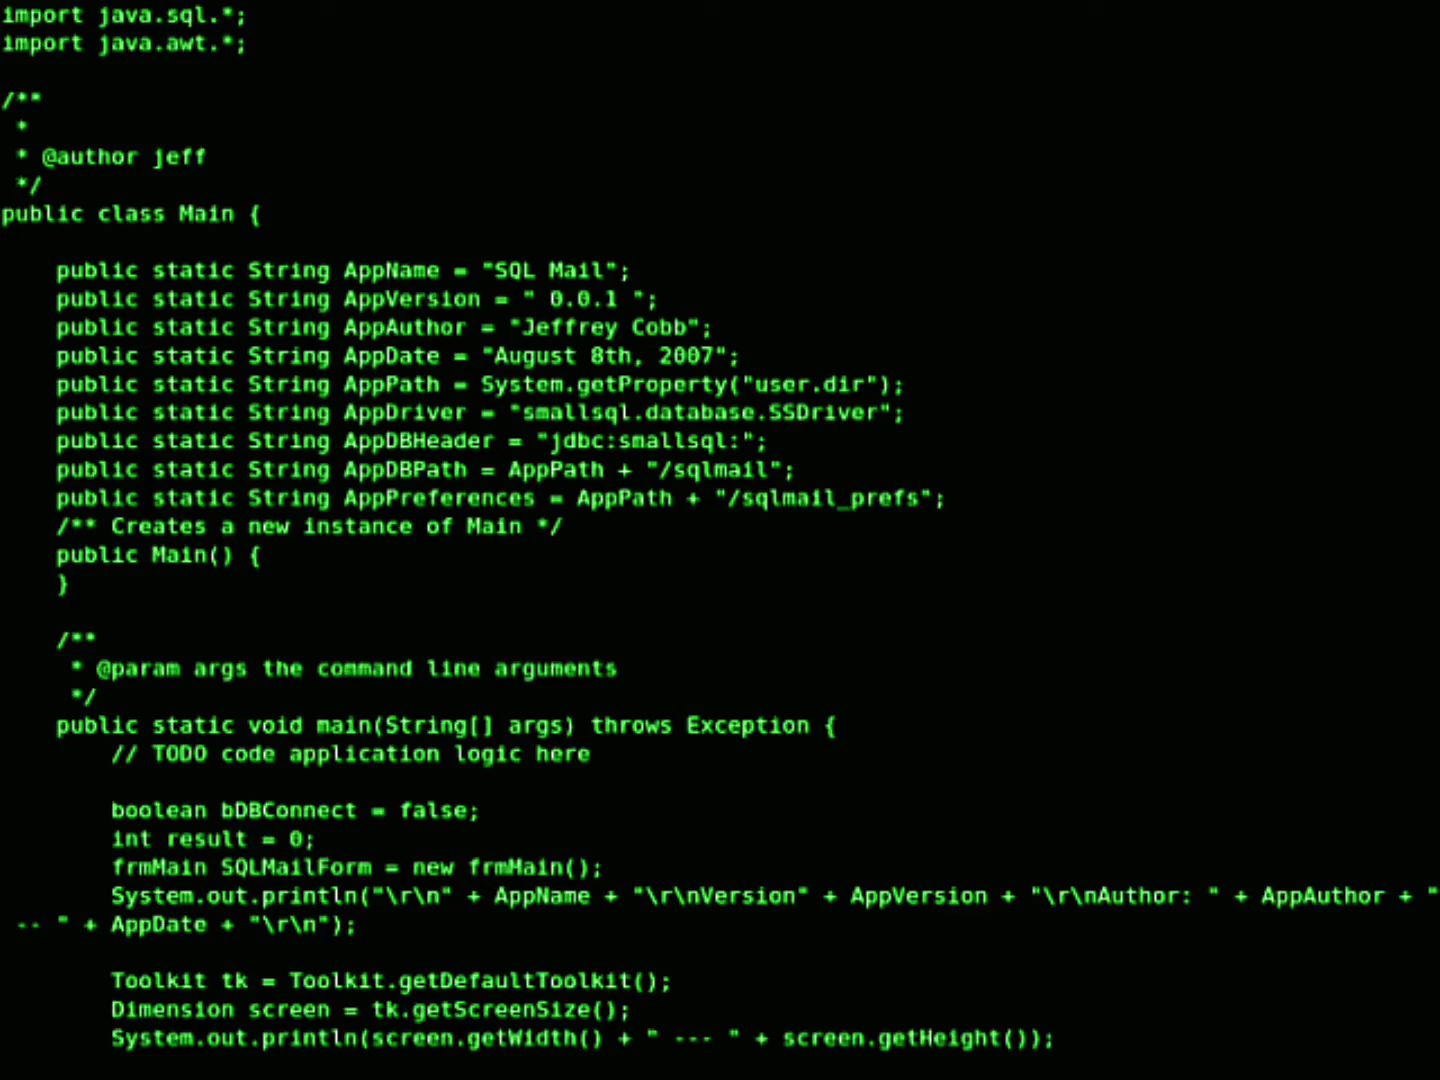 import java.sql.*;
import java.awt.*;
/**
 *
 * @author jeff
 */
public class Main {
    public static String AppName = "SQL Mail";
    public static String AppVersion = " 0.0.1 ";
    public static String AppAuthor = "Jeffrey Cobb";
    public static String AppDate = "August 8th, 2007";
    public static String AppPath = System.getProperty("user.dir");
    public static String AppDriver = "smallsql.database.SSDriver";
    public static String AppDBHeader = "jdbc:smallsql:";
    public static String AppDBPath = AppPath + "/sqlmail";
    public static String AppPreferences = AppPath + "/sqlmail_prefs";
    /** Creates a new instance of Main */
    public Main() {
    }
    /**
     * @param args the command line arguments
     */
    public static void main(String[] args) throws Exception {
        // TODO code application logic here
        boolean bDBConnect = false;
        int result = 0;
        frmMain SQLMailForm = new frmMain();
        System.out.println("\r\n" + AppName + "\r\nVersion" + AppVersion + "\r\nAuthor: " + AppAuthor + "
 -- " + AppDate + "\r\n");
        Toolkit tk = Toolkit.getDefaultToolkit();
        Dimension screen = tk.getScreenSize();
        System.out.println(screen.getWidth() + " --- " + screen.getHeight());